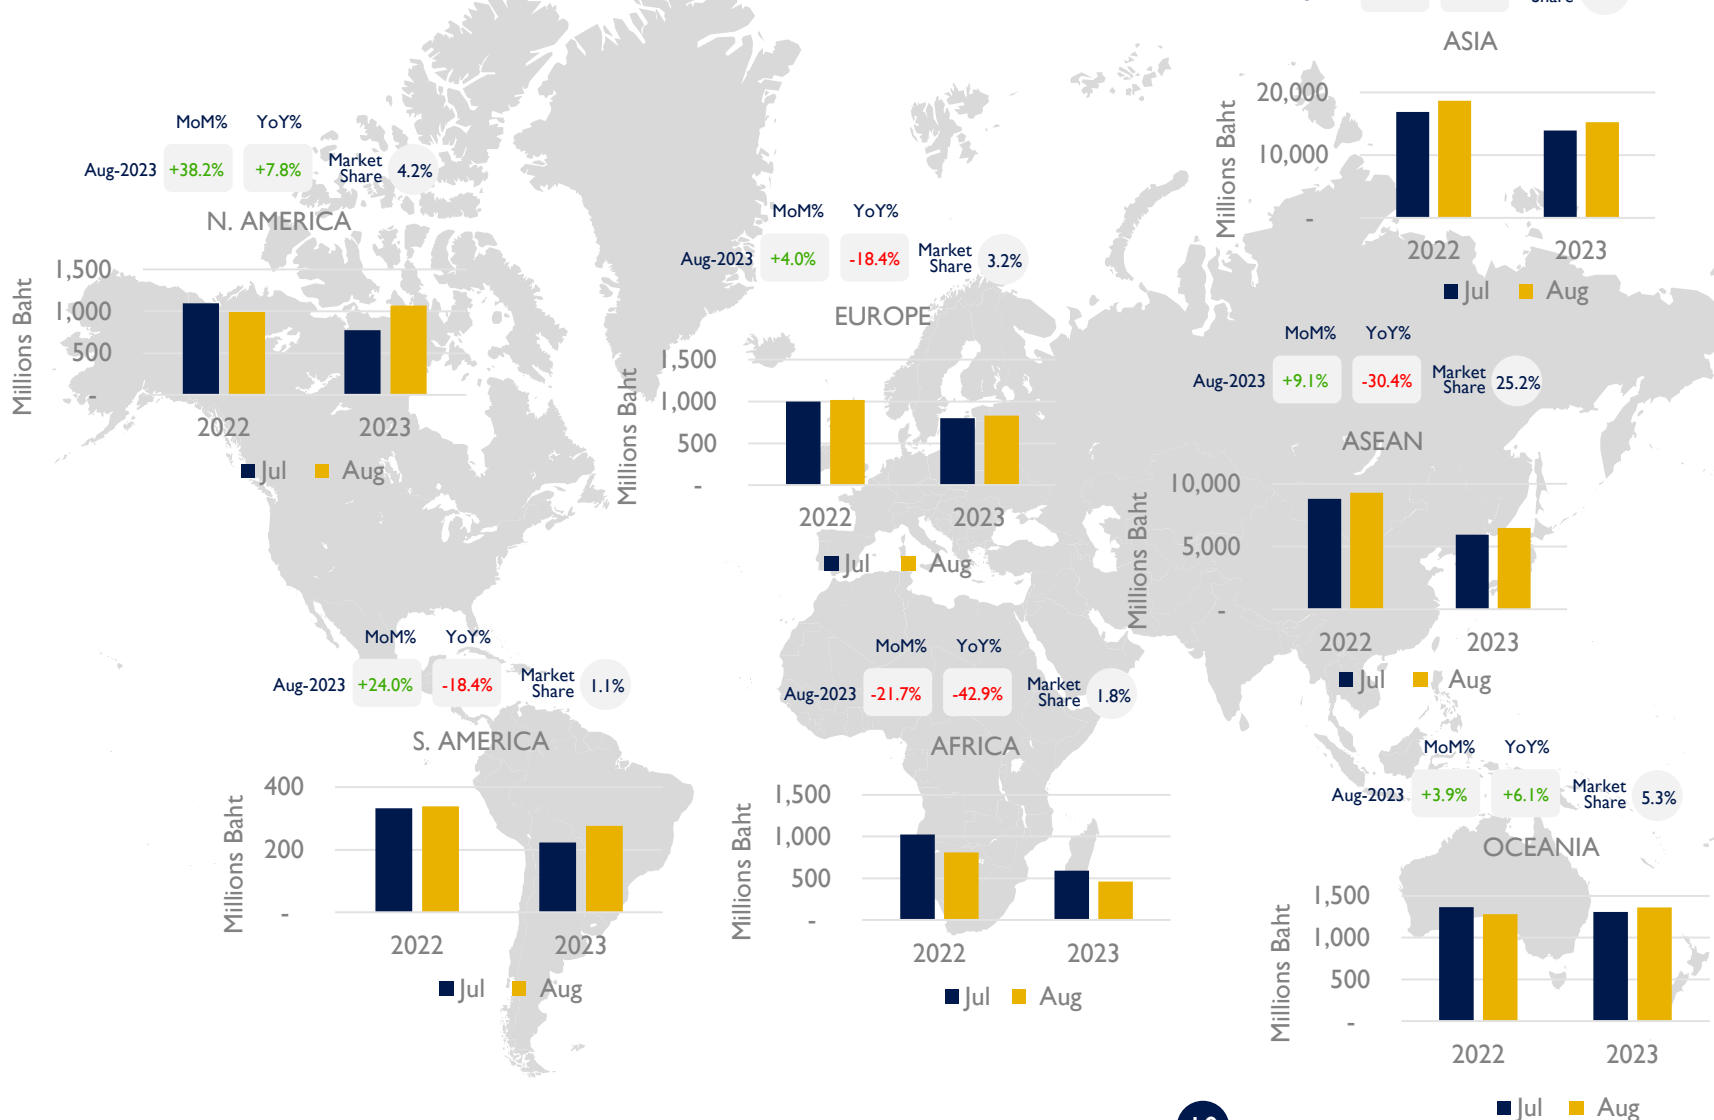 Share
ASIA
20,000
10,000
-
Millions Baht
2022 2023
Jul Aug
MoM% YoY%
Aug-2023 +38.2% +7.8% Market Share 4.2%
N. AMERICA
1,500
1,000
500
-
Millions Baht
2022 2023
Jul Aug
MoM% YoY%
Aug-2023 +4.0% -18.4% Market Share 3.2%
EUROPE
1,500
1,000
500
-
Millions Baht
2022 2023
Jul Aug
MoM% YoY%
Aug-2023 +9.1% -30.4% Market Share 25.2%
ASEAN
10,000
5,000
-
Millions Baht
2022 2023
Jul Aug
MoM% YoY%
Aug-2023 +24.0% -18.4% Market Share 1.1%
S. AMERICA
400
200
-
Millions Baht
2022 2023
Jul Aug
MoM% YoY%
Aug-2023 -21.7% -42.9% Market Share 1.8%
AFRICA
1,500
1,000
500
-
Millions Baht
2022 2023
Jul Aug
MoM% YoY%
Aug-2023 +3.9% +6.1% Market Share 5.3%
OCEANIA
1,500
1,000
500
-
Millions Baht
2022 2023
Jul Aug